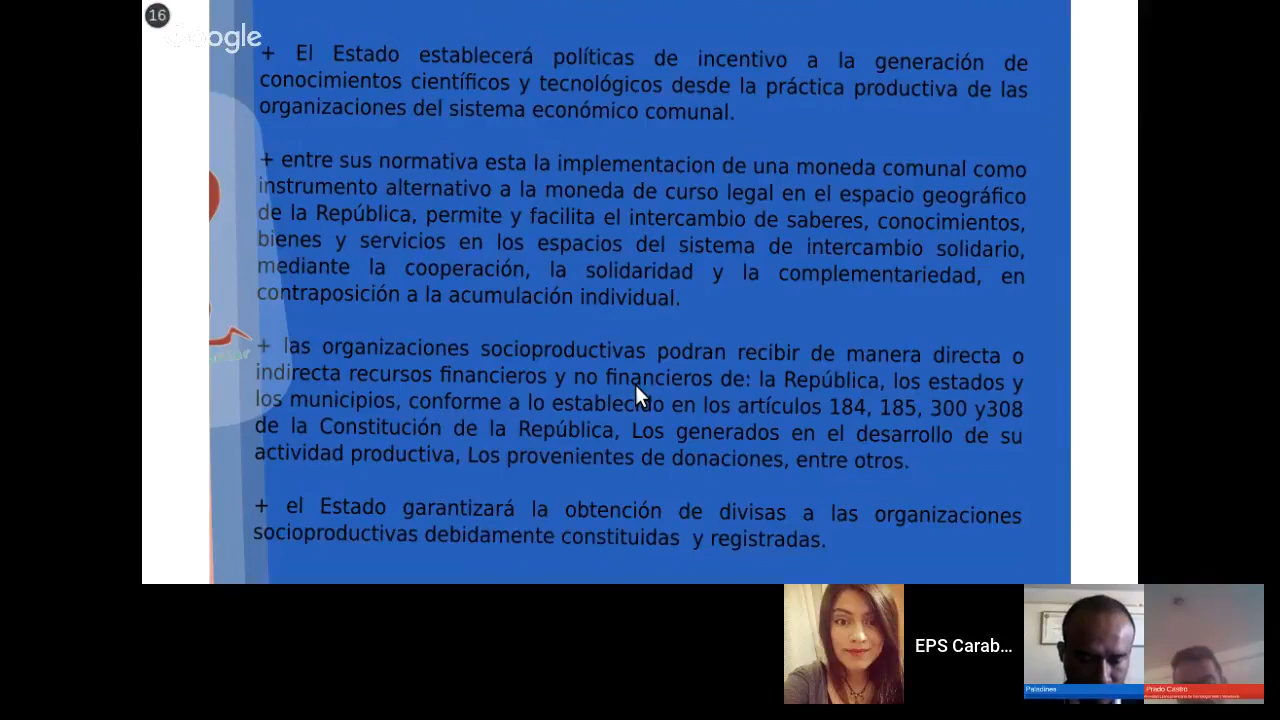 16
Google
+ El Estado establecerá políticas de incentivo a la generación de
conocimientos científicos y tecnológicos desde la práctica productiva de las
organizaciones del sistema económico comunal.
+ entre sus normativa esta la implementacion de una moneda comunal como
instrumento alternativo a la moneda de curso legal en el espacio geográfico
de la República, permite y facilita el intercambio de saberes, conocimientos,
bienes y servicios en los espacios del sistema de intercambio solidario,
mediante la cooperación, la solidaridad y la complementariedad, en
contraposición a la acumulación individual.
+ las organizaciones socioproductivas podran recibir de manera directa o
indirecta recursos financieros y no financieros de: la República, los estados y
los municipios, conforme a lo establecido en los artículos 184, 185, 300 y308
de la Constitución de la República, Los generados en el desarrollo de su
actividad productiva, Los provenientes de donaciones, entre otros.
+ el Estado garantizará la obtención de divisas a las organizaciones
socioproductivas debidamente constituidas y registradas.
EPS Carab...
Paladines
Prado Castro